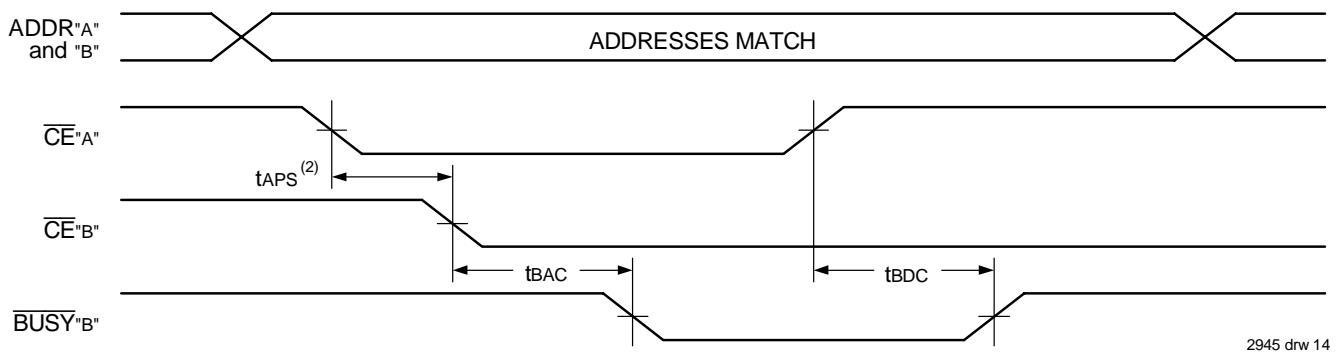 ADDR"A"
and "B"
ADDRESSES MATCH
CE"A"
tAPS(2)
CE"B"
tBAC
tBDC
BUSY"B"
2945 drw 14